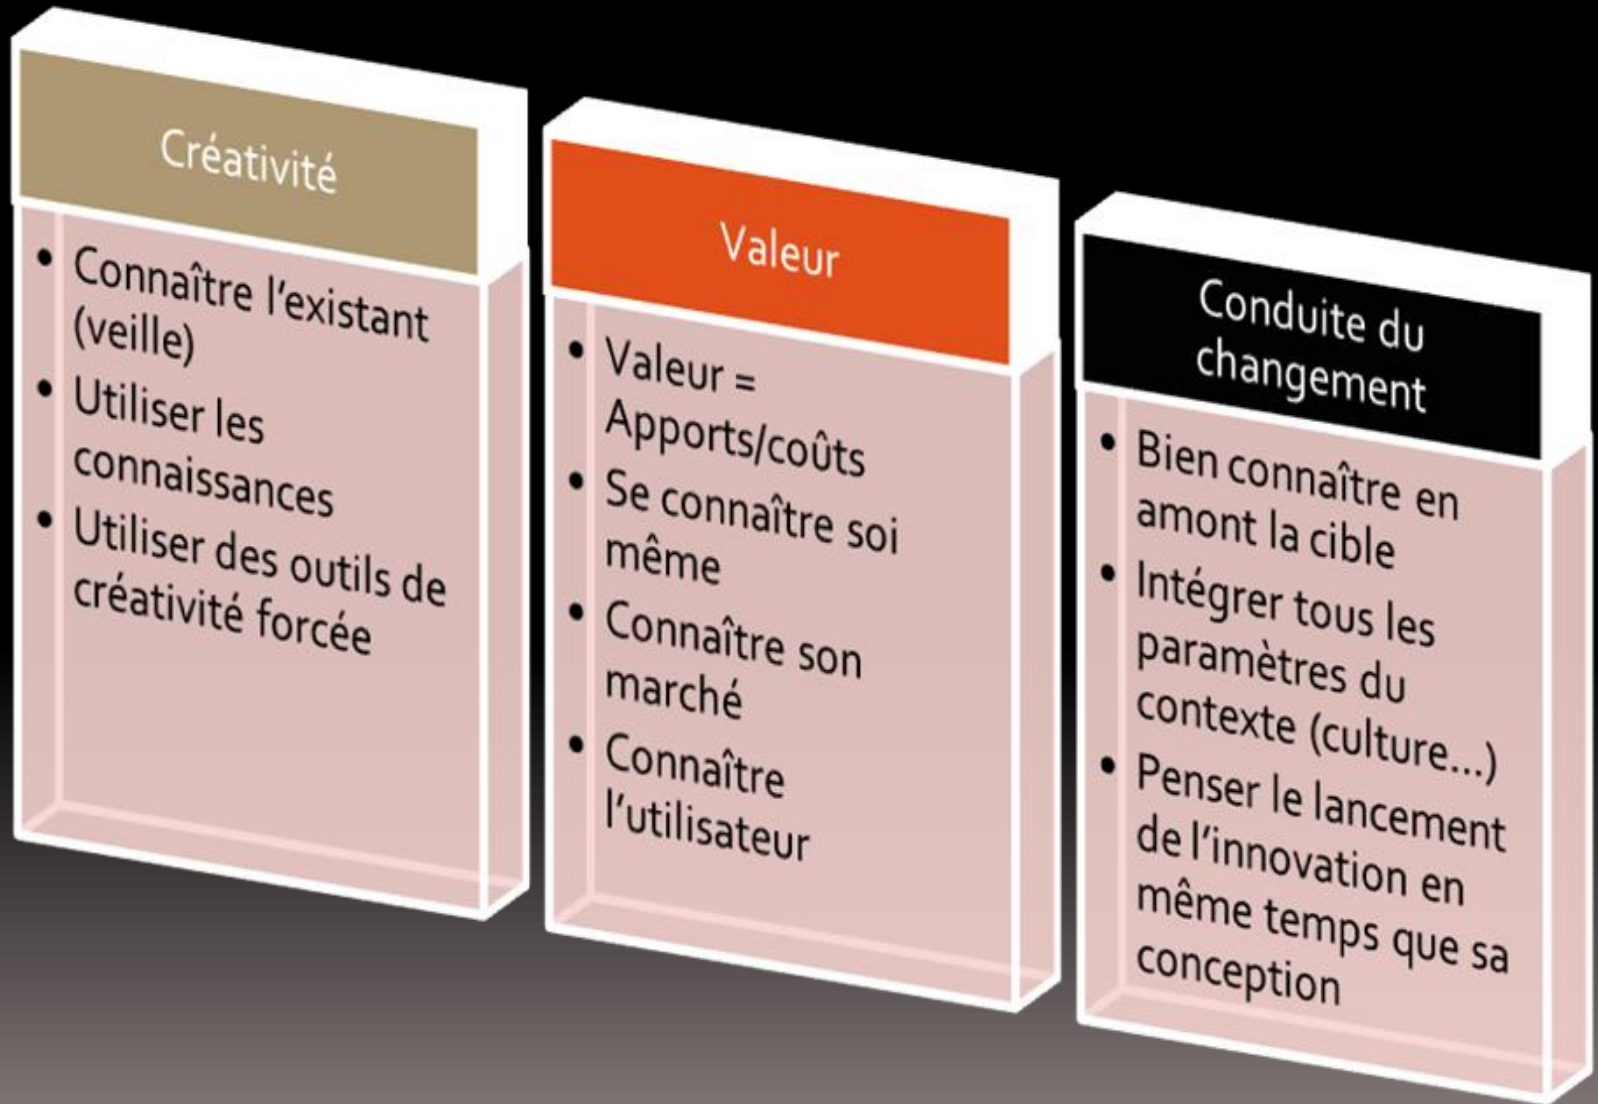 Créativité
• Connaître l'existant
(veille)
• Utiliser les
connaissances
• Utiliser des outils de
créativité forcée
Valeur
• Valeur =
Apports/coûts
• Se connaître soi
même
• Connaître son
marché
• Connaître
l'utilisateur
Conduite du
changement
• Bien connaître en
amont la cible
• Intégrer tous les
paramètres du
contexte (culture...)
• Penser le lancement
de l'innovation en
même temps que sa
conception